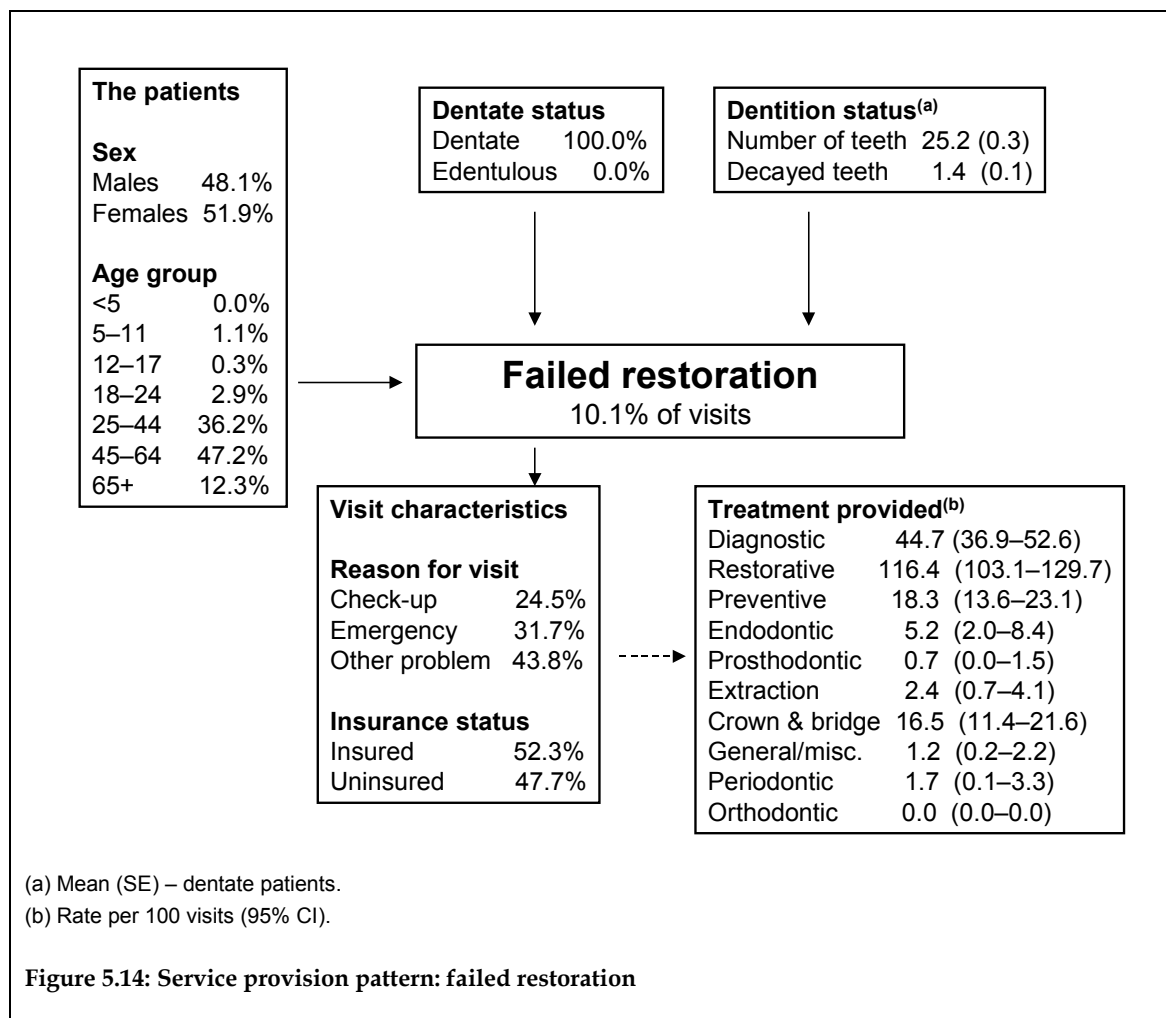 The patients
Sex
Males 48.1%
Females 51.9%
Age group
<5 0.0%
5–11 1.1%
12–17 0.3%
18–24 2.9%
25–44 36.2%
45–64 47.2%
65+ 12.3%
Dentate status
Dentate 100.0%
Edentulous 0.0%
Dentition status(a)
Number of teeth 25.2 (0.3)
Decayed teeth 1.4 (0.1)
Failed restoration
10.1% of visits
Visit characteristics
Reason for visit
Check-up 24.5%
Emergency 31.7%
Other problem 43.8%
Insurance status
Insured 52.3%
Uninsured 47.7%
Treatment provided(b)
Diagnostic 44.7 (36.9–52.6)
Restorative 116.4 (103.1–129.7)
Preventive 18.3 (13.6–23.1)
Endodontic 5.2 (2.0–8.4)
Prosthodontic 0.7 (0.0–1.5)
Extraction 2.4 (0.7–4.1)
Crown & bridge 16.5 (11.4–21.6)
General/misc. 1.2 (0.2–2.2)
Periodontic 1.7 (0.1–3.3)
Orthodontic 0.0 (0.0–0.0)
(a) Mean (SE) – dentate patients.
(b) Rate per 100 visits (95% CI).
Figure 5.14: Service provision pattern: failed restoration